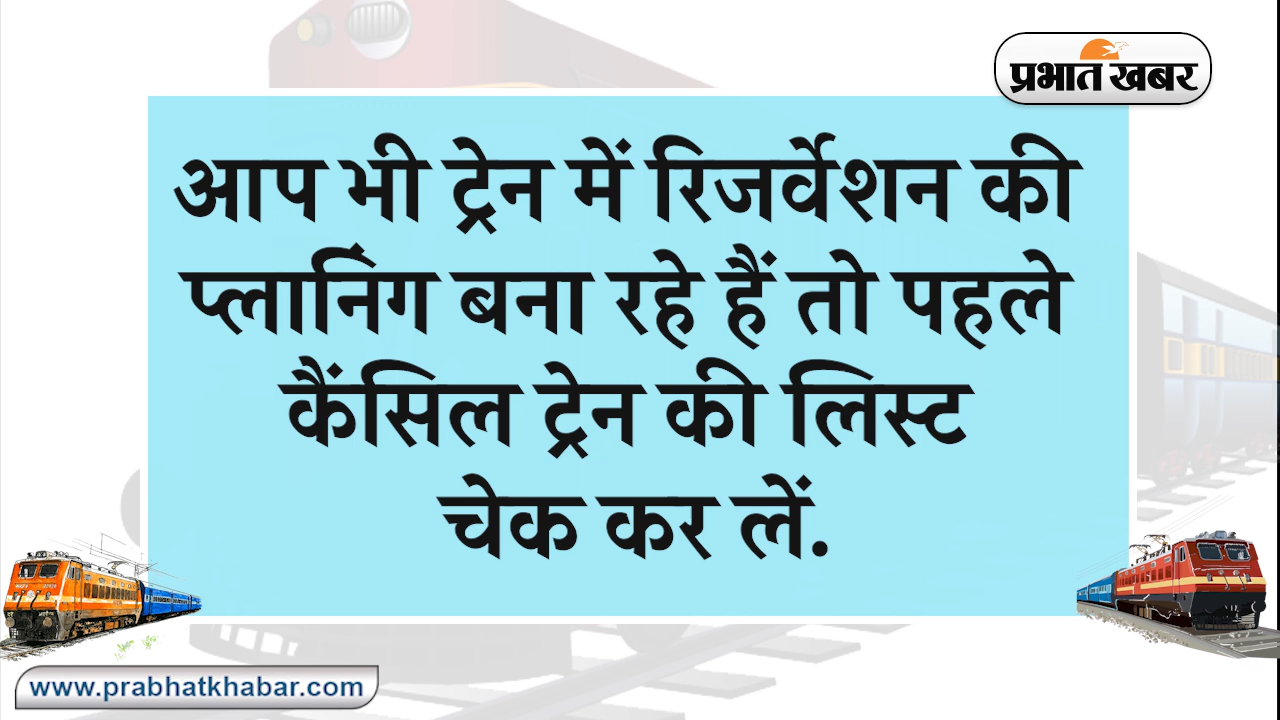 प्रभात खबर
आप भी ट्रेन में रिजर्वेशन की
प्लानिंग बना रहे हैं तो पहले
कैंसिल ट्रेन की लिस्ट
चेक कर लें.
www.prabhatkhabar.com